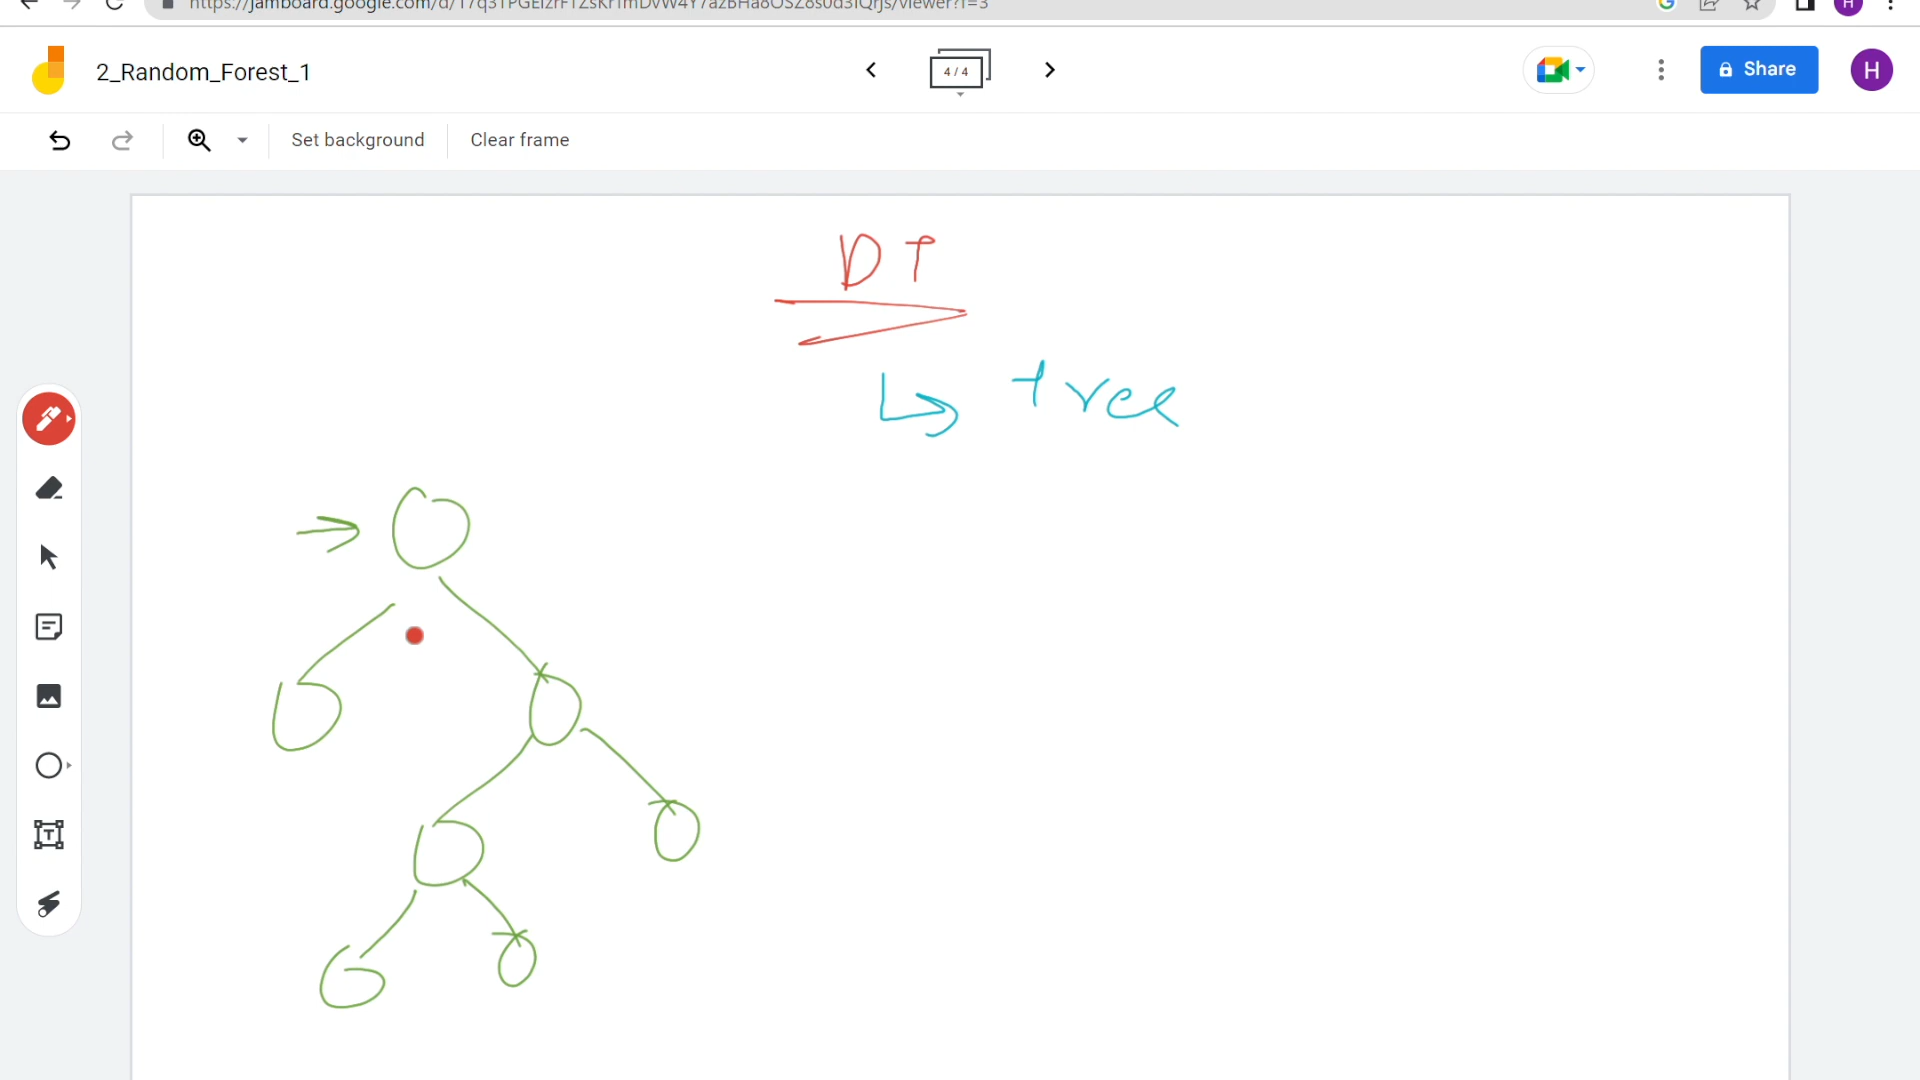 2_Random_Forest_1
4 / 4
Share
H
Set background
Clear frame
DT
tree